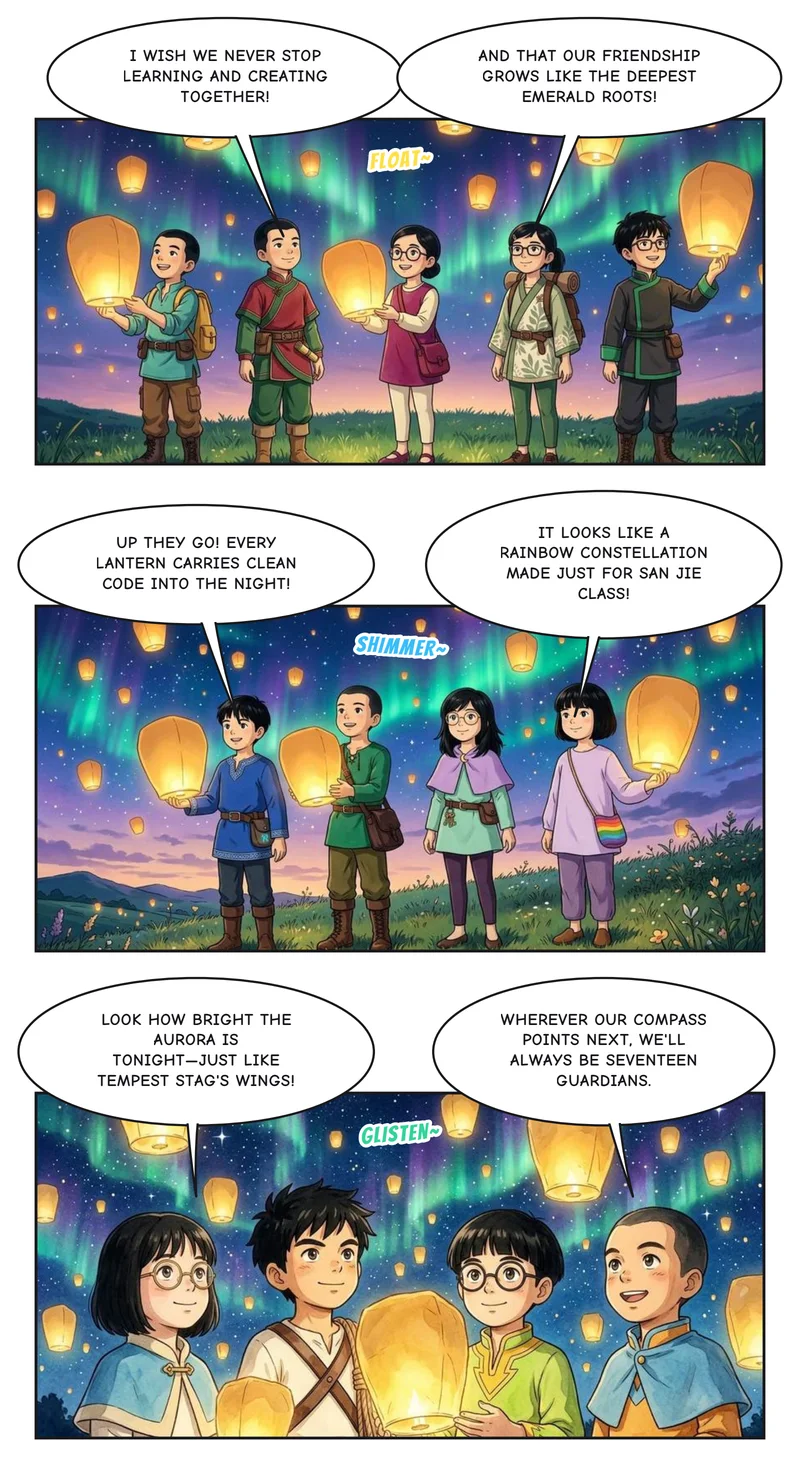 I WISH WE NEVER STOP
LEARNING AND CREATING
TOGETHER!
AND THAT OUR FRIENDSHIP
GROWS LIKE THE DEEPEST
EMERALD ROOTS!
FLOAT~
UP THEY GO! EVERY
LANTERN CARRIES CLEAN
CODE INTO THE NIGHT!
IT LOOKS LIKE A
RAINBOW CONSTELLATION
MADE JUST FOR SAN JIE
CLASS!
SHIMMER~
LOOK HOW BRIGHT THE
AURORA IS
TONIGHT—JUST LIKE
TEMPEST STAG'S WINGS!
WHEREVER OUR COMPASS
POINTS NEXT, WE'LL
ALWAYS BE SEVENTEEN
GUARDIANS.
GLISTEN~